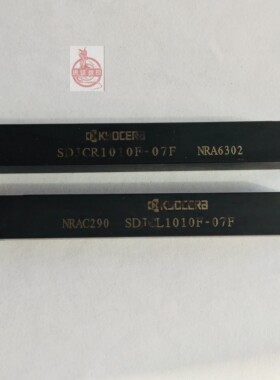 KYOCERA
SDJCR1010F-07F NRA6302
KYOCERA
NRAC290 SDJCL1010F-07F